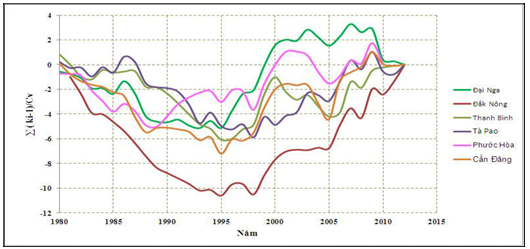 4
2
0
-2
-4
-6
-8
-10
-12
∑(ki-1)/Cv
1980 1985 1990 1995 2000 2005 2010 2015
Năm
Đại Nga
Đắk Nông
Thanh Bình
Tà Pao
Phước Hòa
Cần Đăng